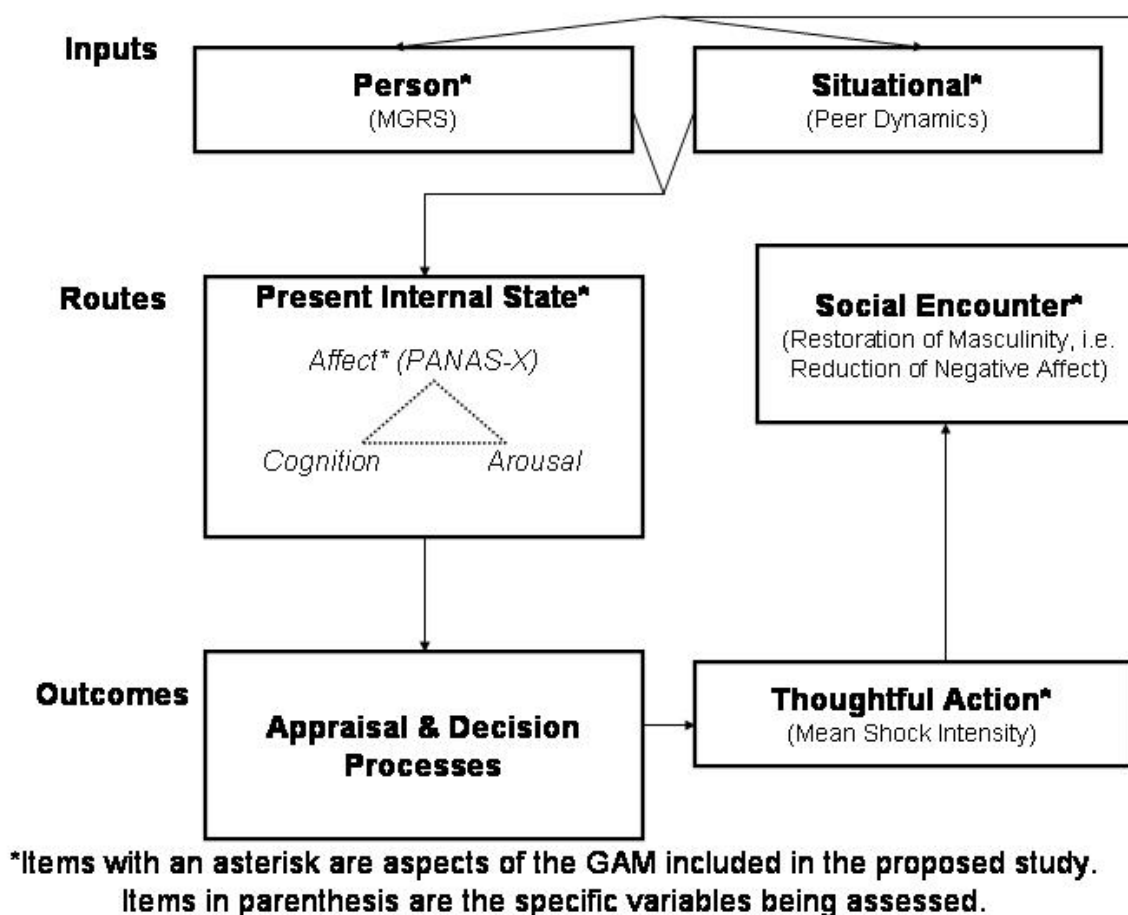 Inputs
Person*
(MGRS)
Situational*
(Peer Dynamics)
Routes
Present Internal State*
Affect* (PANAS-X)
Cognition
Arousal
Social Encounter*
(Restoration of Masculinity, i.e.
Reduction of Negative Affect)
Outcomes
Appraisal & Decision
Processes
Thoughtful Action*
(Mean Shock Intensity)
*Items with an asterisk are aspects of the GAM included in the proposed study.
Items in parenthesis are the specific variables being assessed.